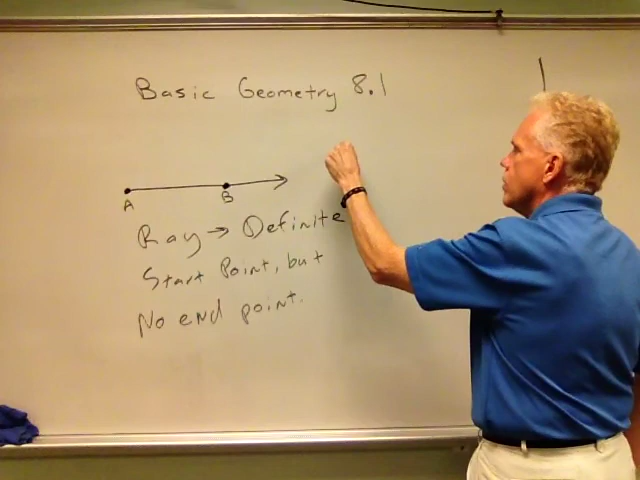 Basic Geometry 8.1
A B
Ray → Definite
Start Point, but
No end point.